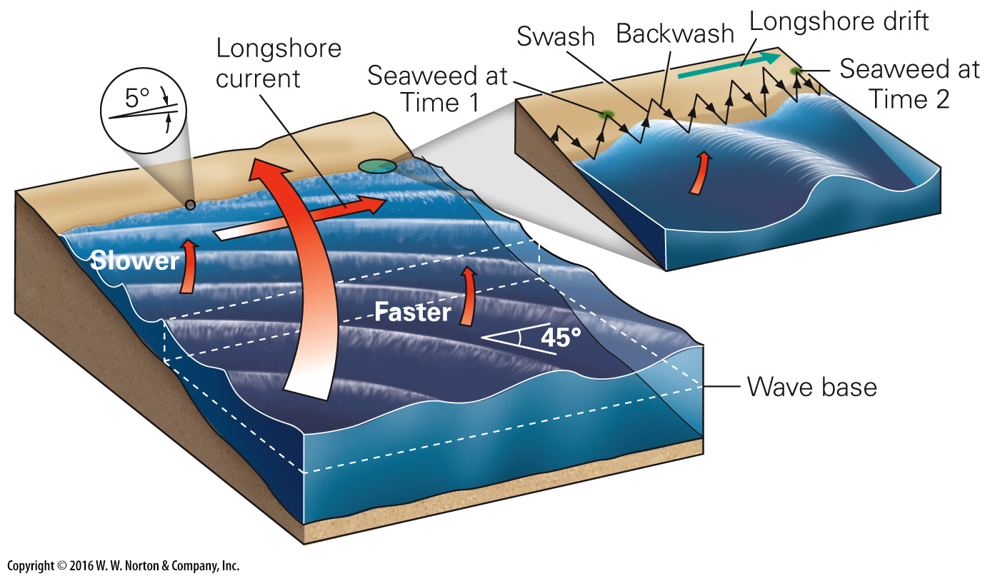 Longshore drift
Swash
Backwash
Longshore
current
Seaweed at
Time 1
Seaweed at
Time 2
5°
Slower
Faster
45°
Wave base
Copyright © 2016 W. W. Norton & Company, Inc.